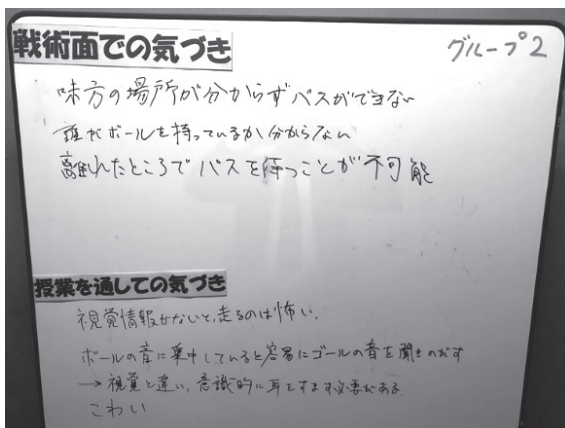 戦術面での気づき
グループ2
味方の場所が分からずパスができない
誰がボールを持っているか分からない
離れたところでパスを待つことが不可能
授業を通しての気づき
視覚情報がないと、走るのは怖い.
ボールの音に集中していると容易にゴールの音を聞きのがす
→ 視覚と違い、意識的に耳をすます必要がある.
こわい